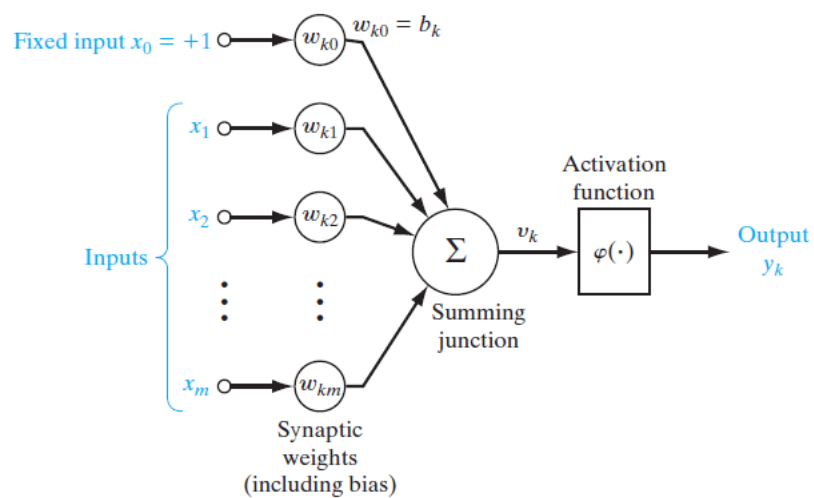 Fixed input x₀ = +1
wₖ₀
wₖ₀ = bₖ
x₁
wₖ₁
Activation
function
x₂
wₖ₂
Inputs
Σ
vₖ
φ(·)
Output
yₖ
Summing
junction
xₘ
wₖₘ
Synaptic
weights
(including bias)